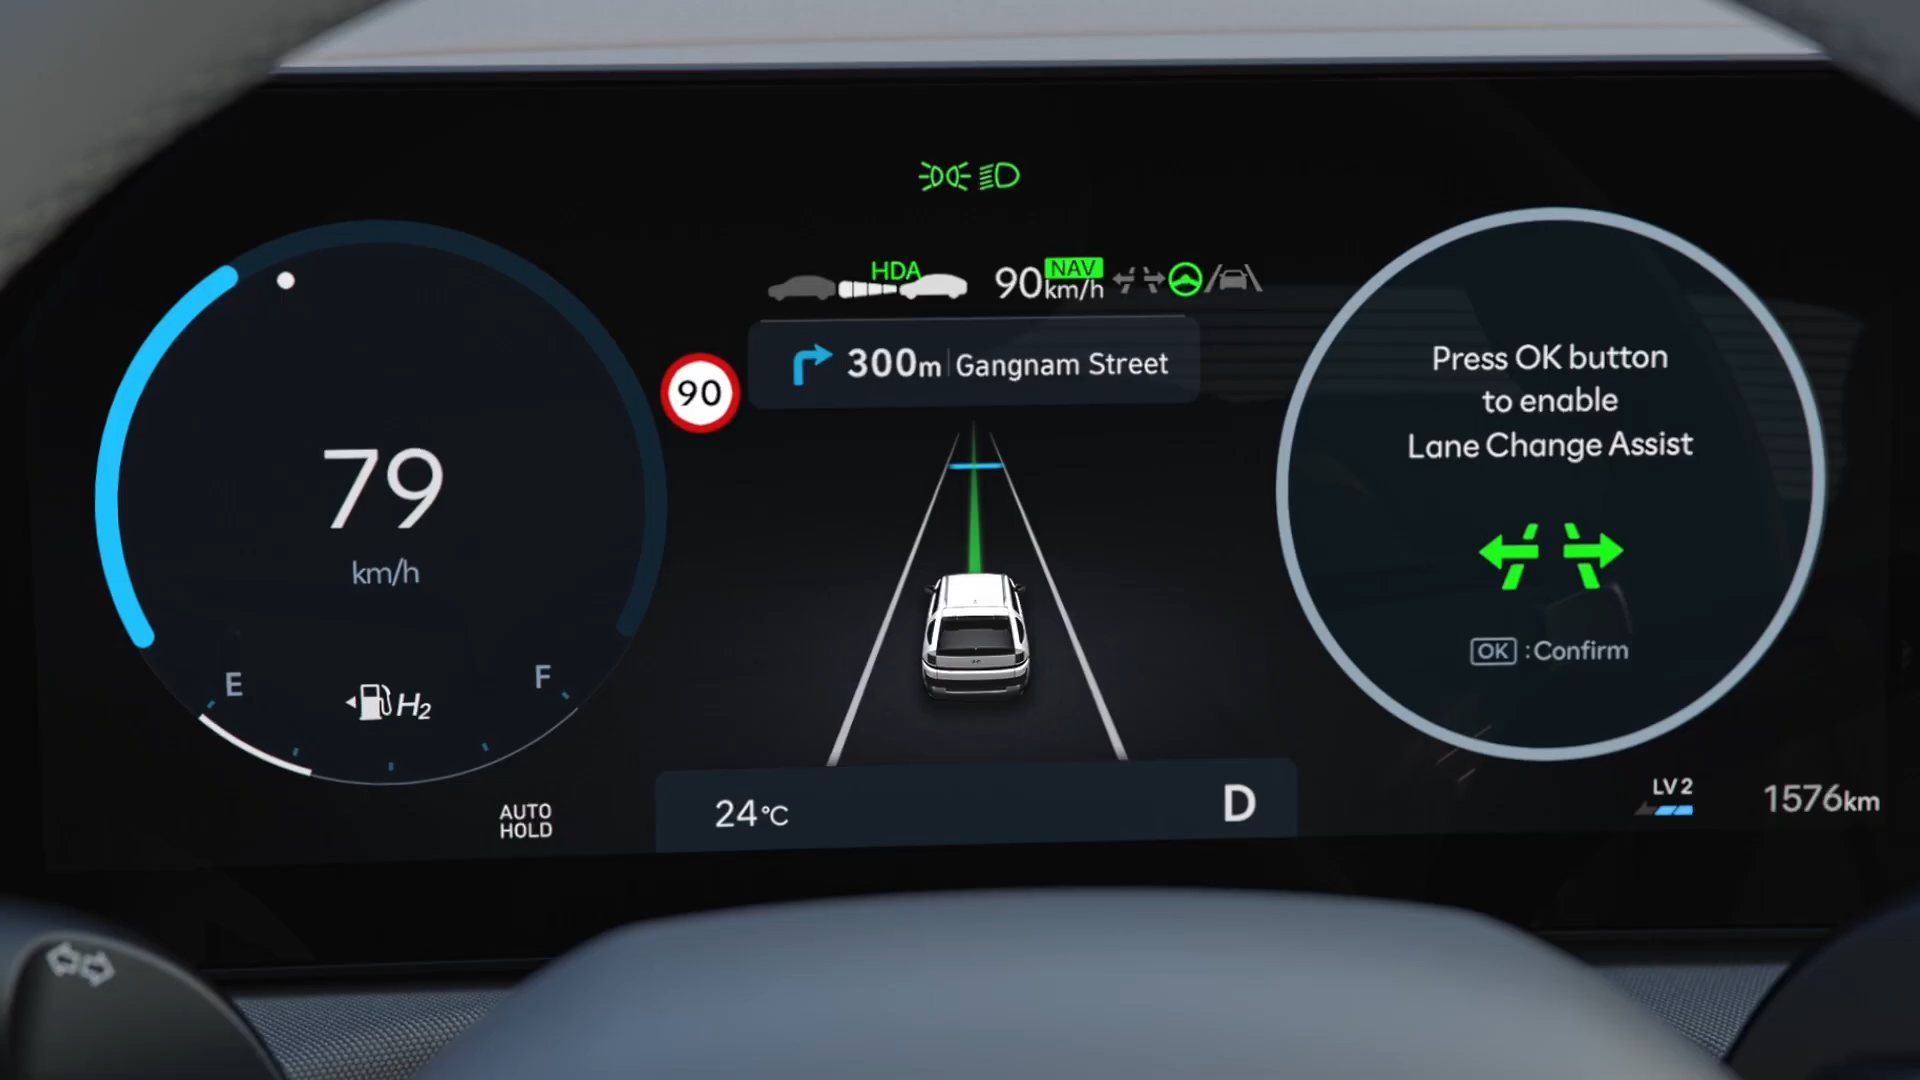 HDA
90 km/h NAV
90
300m Gangnam Street
79
km/h
E
F
H2
AUTO
HOLD
24°C
D
Press OK button
to enable
Lane Change Assist
OK :Confirm
LV2
1576km